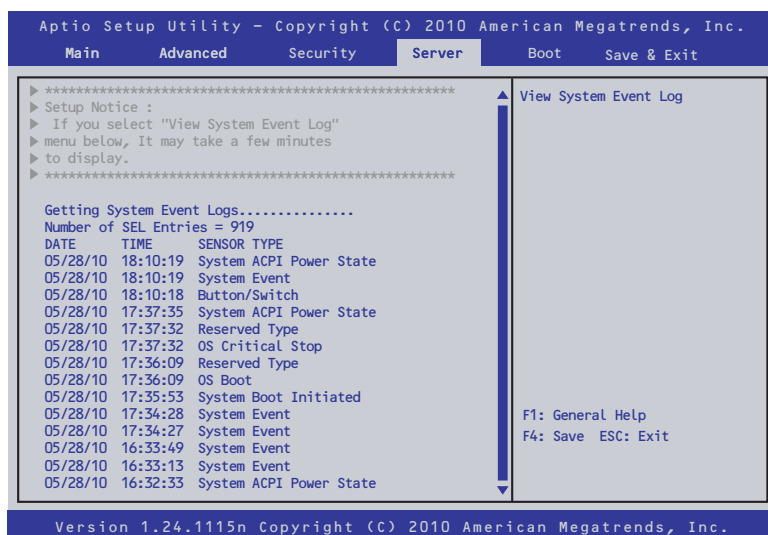 Aptio Setup Utility – Copyright (C) 2010 American Megatrends, Inc.
Main Advanced Security Server Boot Save & Exit
*****************************************************
Setup Notice :
If you select "View System Event Log"
menu below, It may take a few minutes
to display.
*****************************************************
Getting System Event Logs...............
Number of SEL Entries = 919
DATE TIME SENSOR TYPE
05/28/10 18:10:19 System ACPI Power State
05/28/10 18:10:19 System Event
05/28/10 18:10:18 Button/Switch
05/28/10 17:37:35 System ACPI Power State
05/28/10 17:37:32 Reserved Type
05/28/10 17:37:32 OS Critical Stop
05/28/10 17:36:09 Reserved Type
05/28/10 17:36:09 OS Boot
05/28/10 17:35:53 System Boot Initiated
05/28/10 17:34:28 System Event
05/28/10 17:34:27 System Event
05/28/10 16:33:49 System Event
05/28/10 16:33:13 System Event
05/28/10 16:32:33 System ACPI Power State
View System Event Log
F1: General Help
F4: Save ESC: Exit
Version 1.24.1115n Copyright (C) 2010 American Megatrends, Inc.